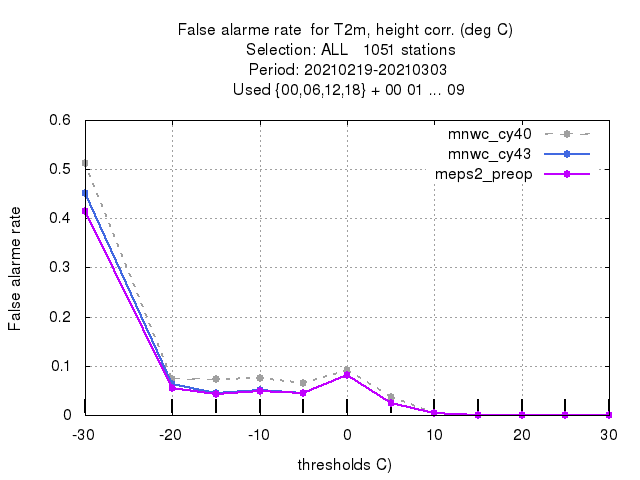 False alarme rate  for T2m, height corr. (deg C)
Selection: ALL   1051 stations
Period: 20210219-20210303
Used {00,06,12,18} + 00 01 ... 09
mnwc_cy40
mnwc_cy43
meps2_preop
False alarme rate
0.6
0.5
0.4
0.3
0.2
0.1
0
-30 -20 -10 0 10 20 30
thresholds C)